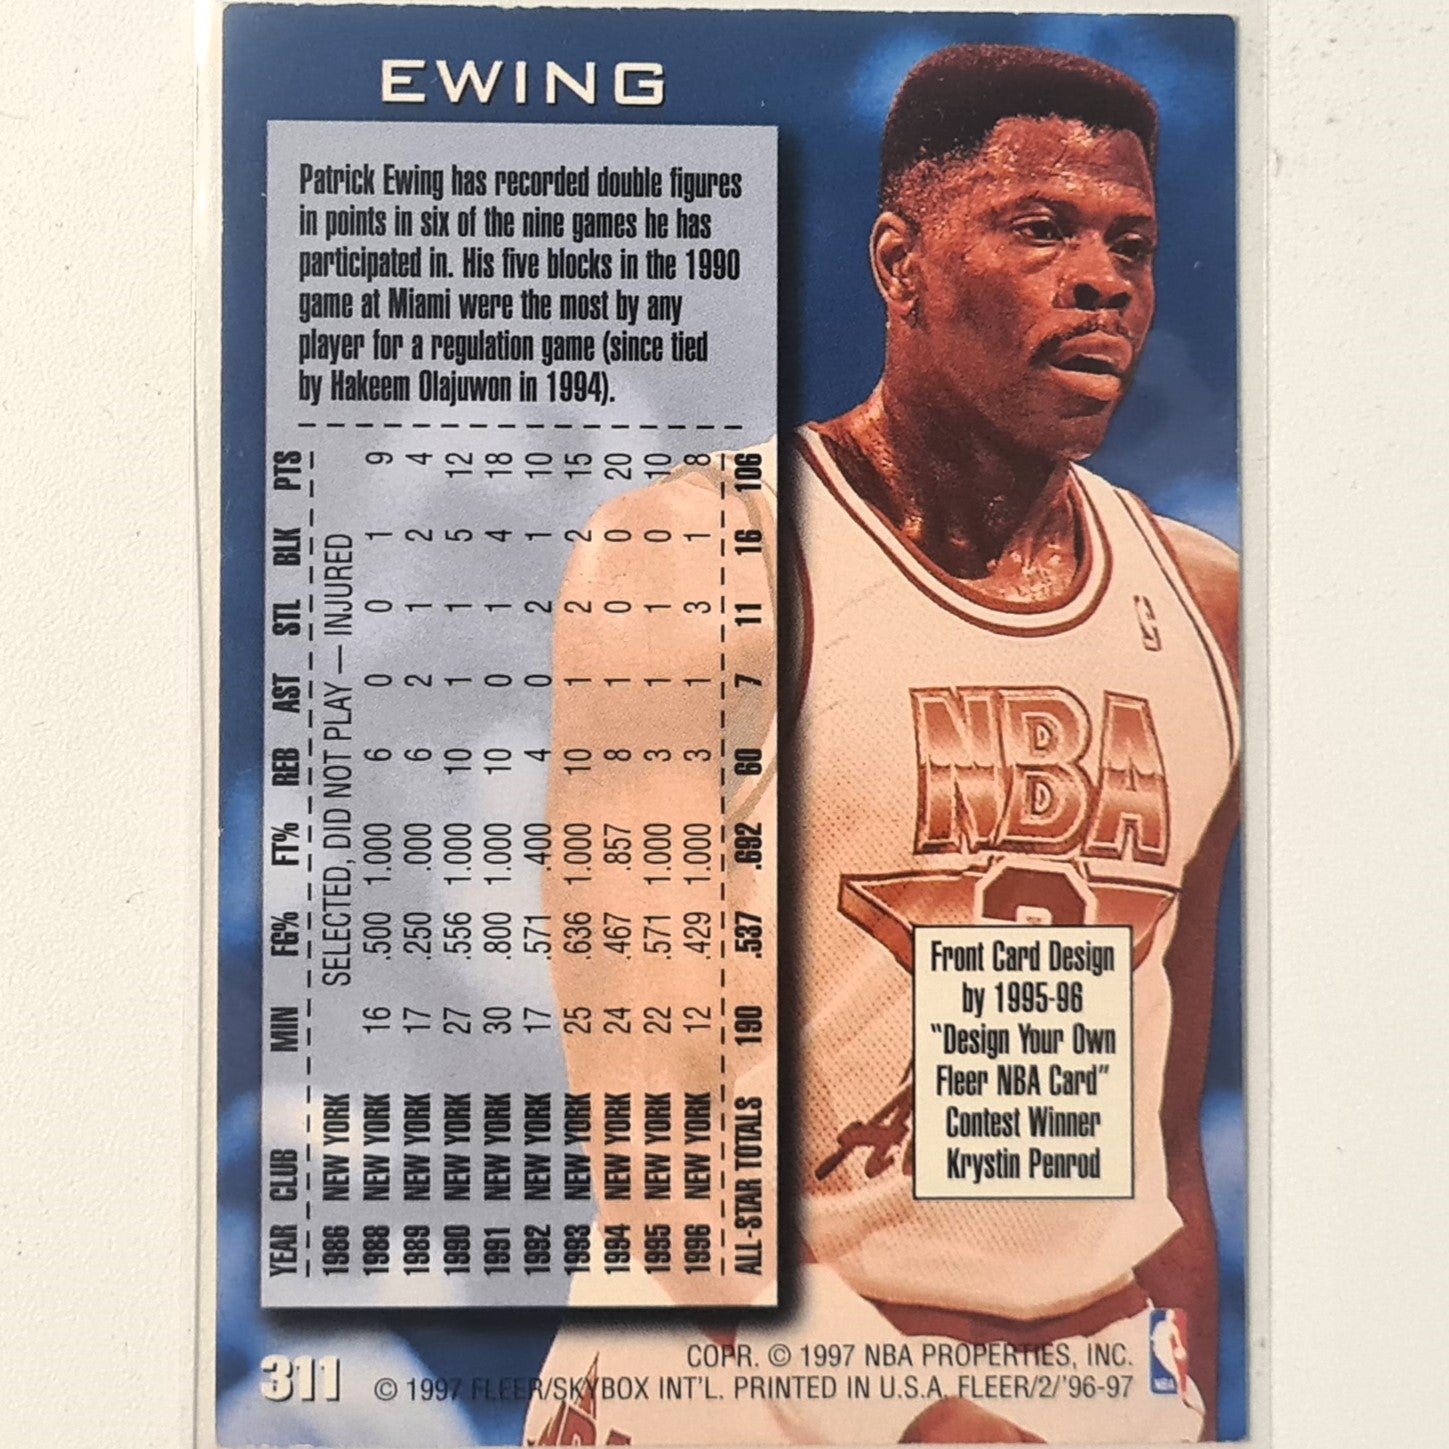 EWING
Patrick Ewing has recorded double figures
in points in six of the nine games he has
participated in. His five blocks in the 1990
game at Miami were the most by any
player for a regulation game (since tied
by Hakeem Olajuwon in 1994).
YEAR CLUB MIN FG% FT% REB AST STL BLK PTS
1986 NEW YORK SELECTED, DID NOT PLAY — INJURED
1988 NEW YORK 16 .500 1.000 6 0 0 1 9
1989 NEW YORK 17 .250 .000 6 2 1 2 4
1990 NEW YORK 27 .556 1.000 10 1 1 5 12
1991 NEW YORK 30 .800 1.000 10 0 1 4 18
1992 NEW YORK 17 .571 .400 4 0 2 1 10
1993 NEW YORK 25 .636 1.000 10 1 2 2 15
1994 NEW YORK 24 .467 .857 8 1 0 0 20
1995 NEW YORK 22 .571 1.000 3 1 1 0 10
1996 NEW YORK 12 .429 1.000 3 1 3 1 8
ALL-STAR TOTALS 190 .537 .692 60 7 11 16 106
NBA
Front Card Design
by 1995-96
"Design Your Own
Fleer NBA Card"
Contest Winner
Krystin Penrod
311
COPR. © 1997 NBA PROPERTIES, INC.
© 1997 FLEER/SKYBOX INT'L. PRINTED IN U.S.A. FLEER/2/'96-97
NBA